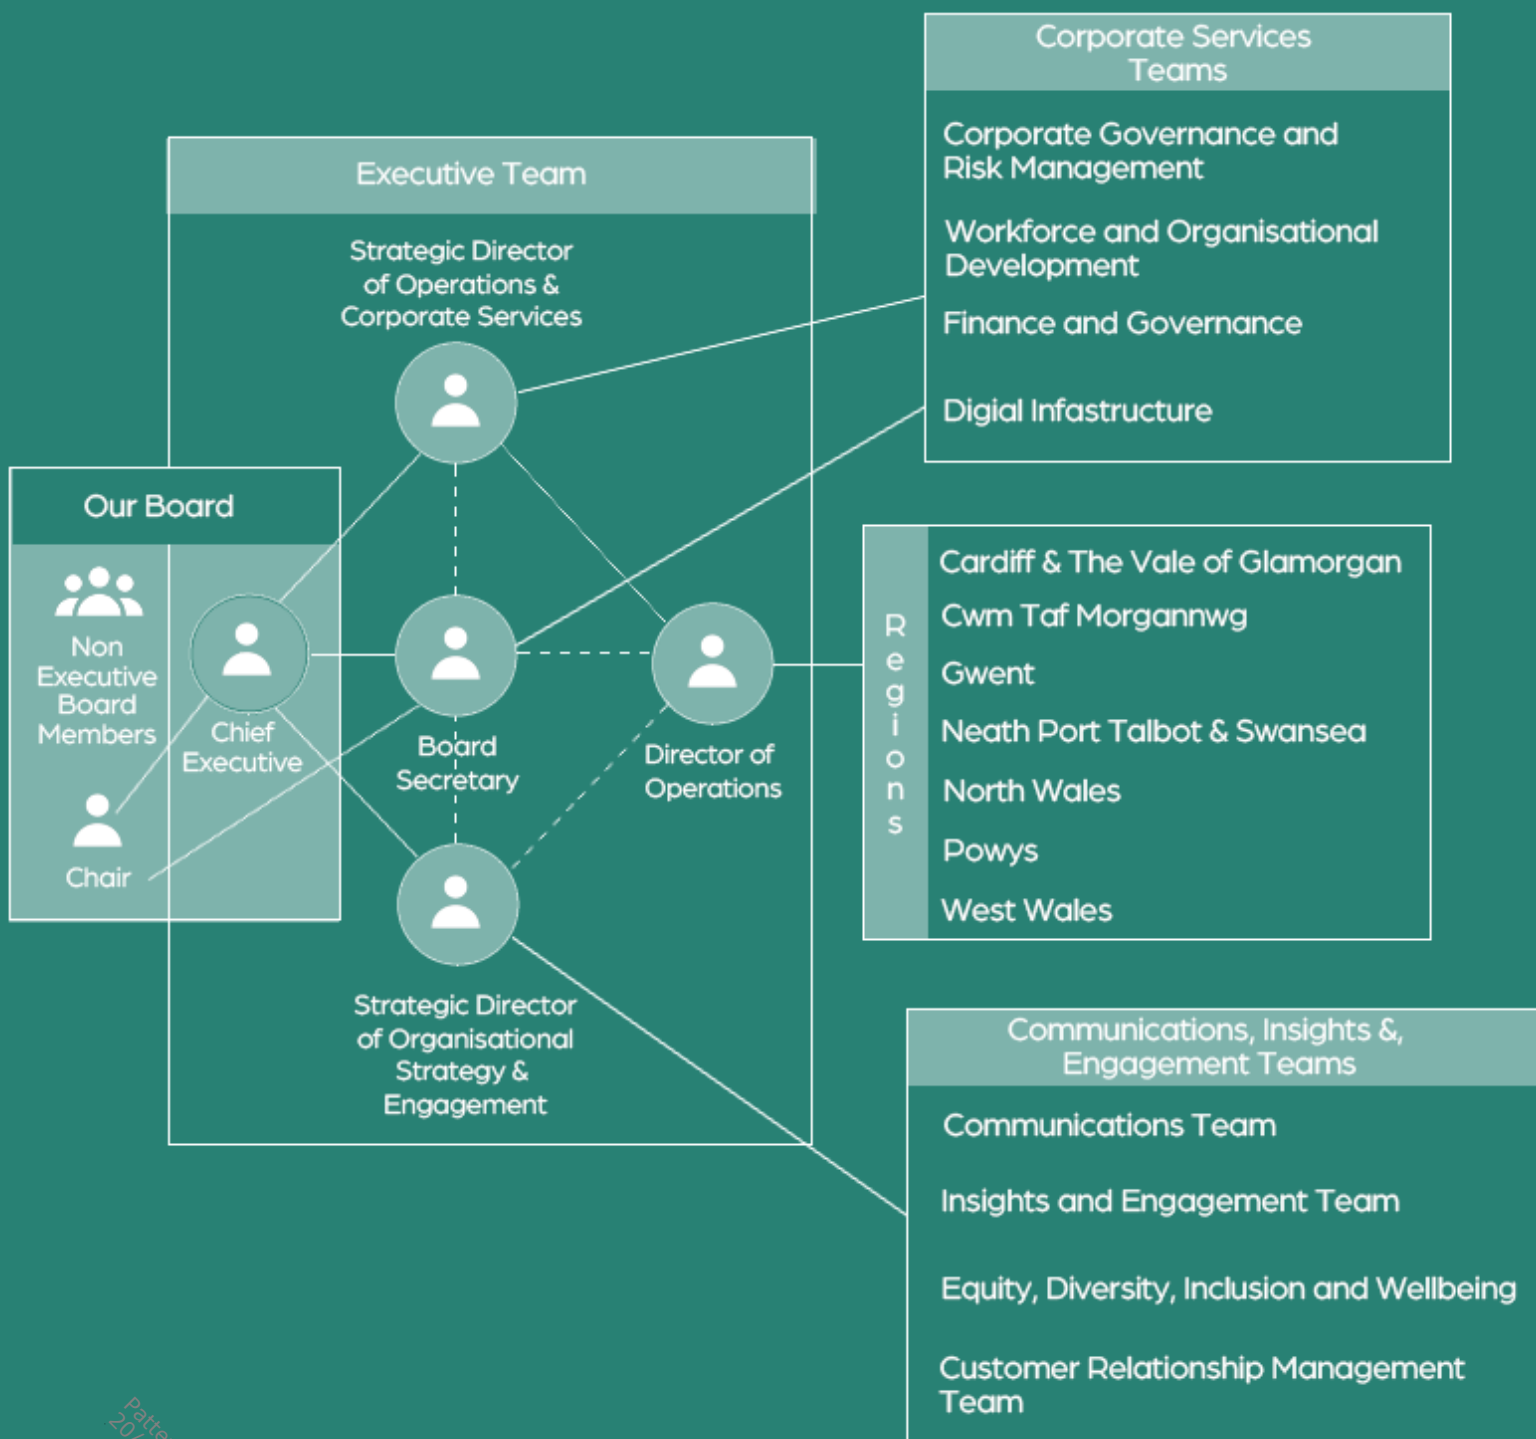 Corporate Services
Teams
Corporate Governance and
Risk Management
Workforce and Organisational
Development
Finance and Governance
Digial Infastructure
Executive Team
Strategic Director
of Operations &
Corporate Services
Our Board
Non
Executive
Board
Members
Chief
Executive
Chair
Board
Secretary
Director of
Operations
Strategic Director
of Organisational
Strategy &
Engagement
Regions
Cardiff & The Vale of Glamorgan
Cwm Taf Morgannwg
Gwent
Neath Port Talbot & Swansea
North Wales
Powys
West Wales
Communications, Insights &,
Engagement Teams
Communications Team
Insights and Engagement Team
Equity, Diversity, Inclusion and Wellbeing
Customer Relationship Management
Team